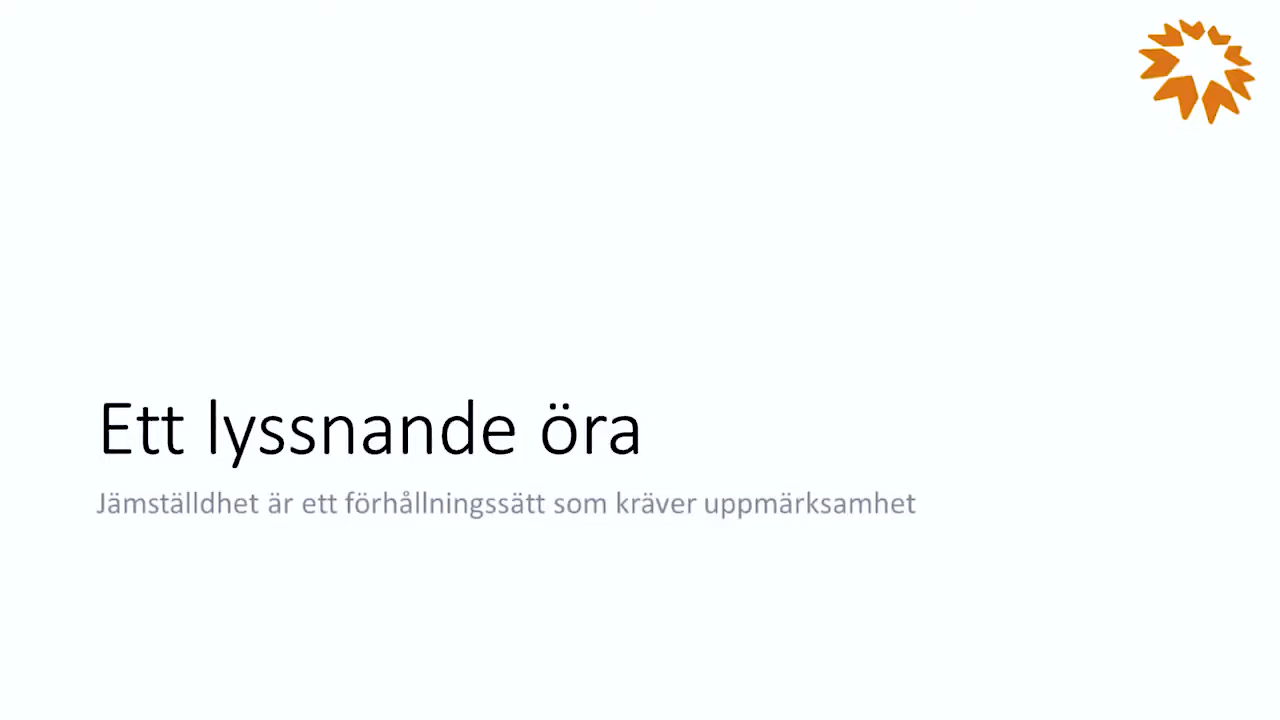 Ett lyssnande öra
Jämställdhet är ett förhållningssätt som kräver uppmärksamhet